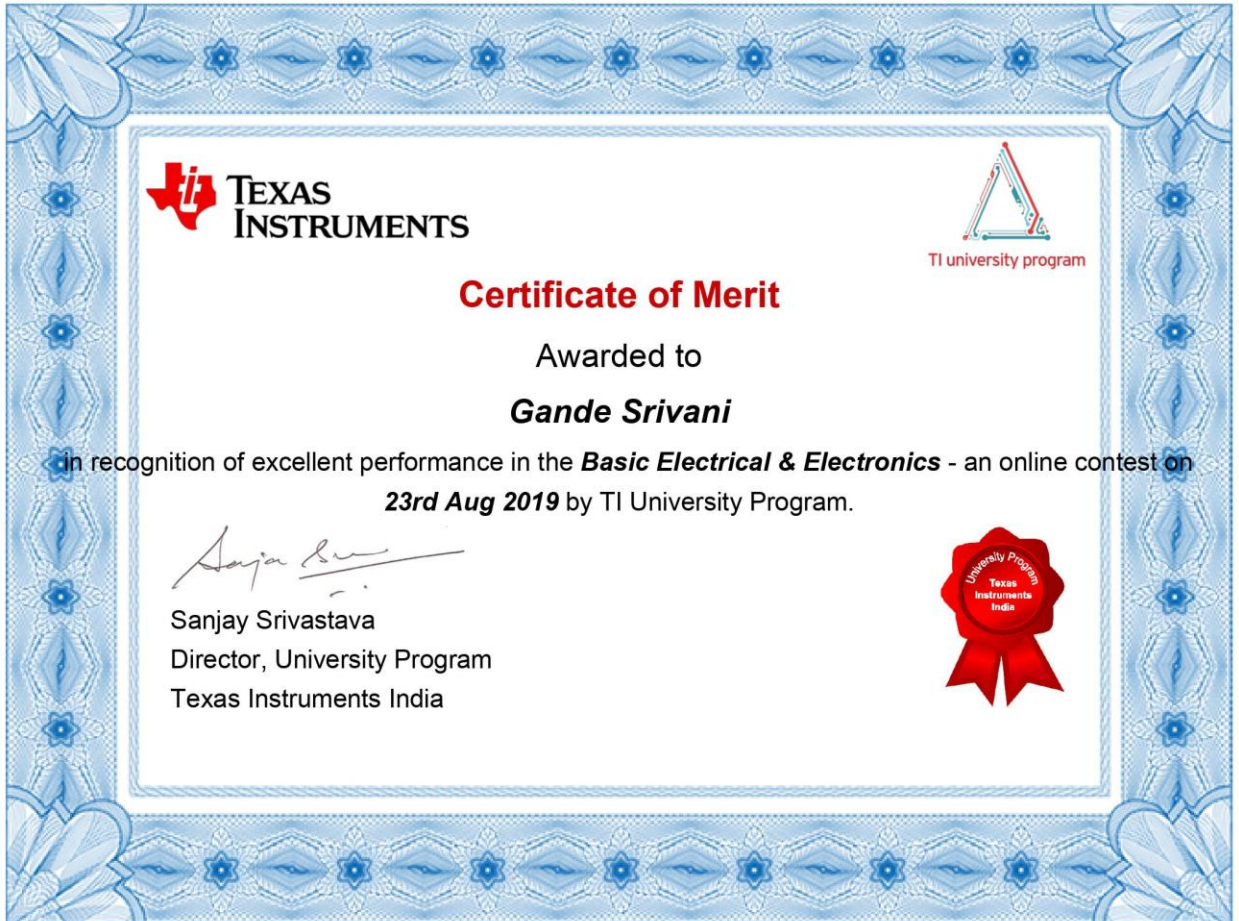 TEXAS
INSTRUMENTS
TI university program
Certificate of Merit
Awarded to
Gande Srivani
in recognition of excellent performance in the Basic Electrical & Electronics - an online contest on
23rd Aug 2019 by TI University Program.
Sanjay Srivastava
Director, University Program
Texas Instruments India
University Program
Texas
Instruments
India